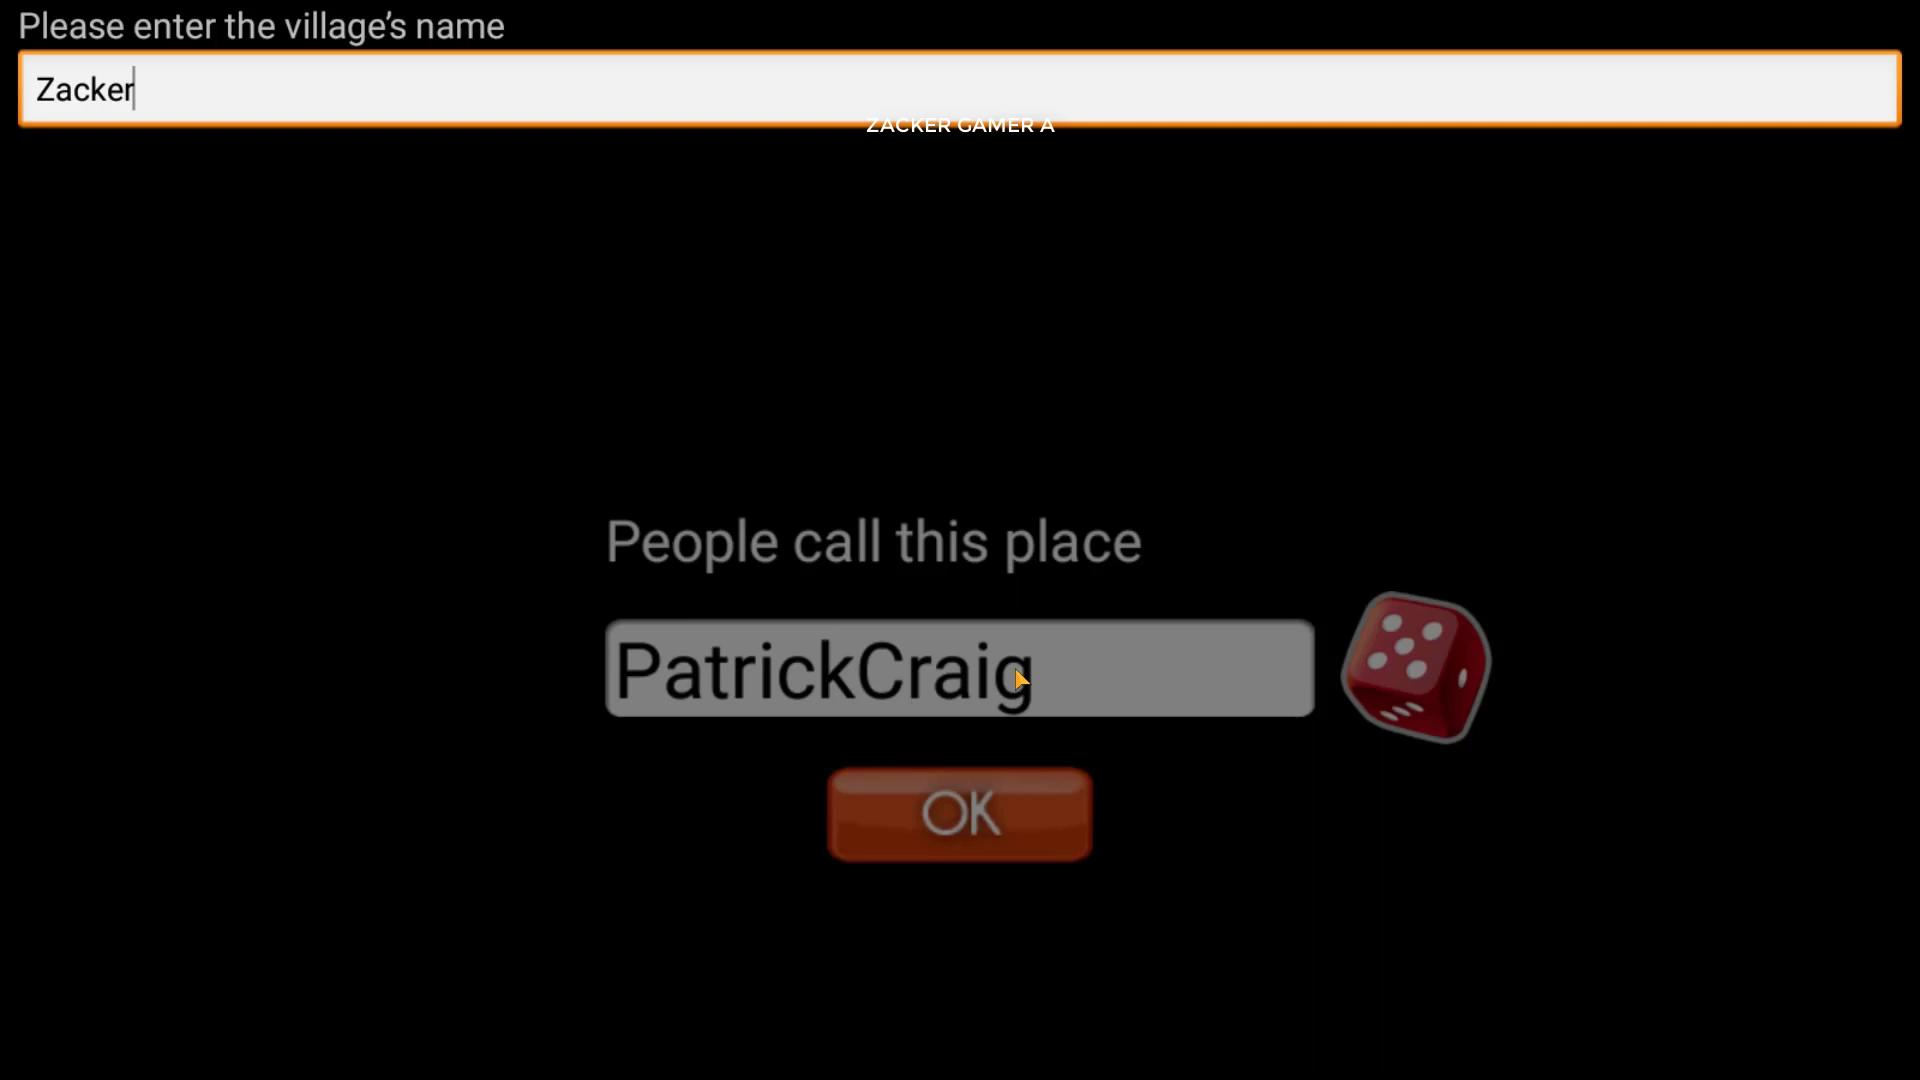 Please enter the village’s name
Zacker
ZACKER GAMER A
People call this place
PatrickCraig
OK